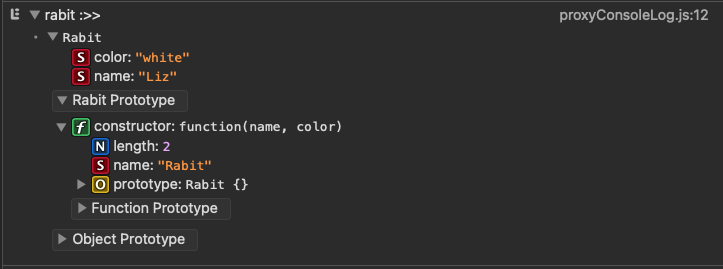 rabit :>> proxyConsoleLog.js:12
Rabit
S color: "white"
S name: "Liz"
Rabit Prototype
f constructor: function(name, color)
N length: 2
S name: "Rabit"
O prototype: Rabit {}
Function Prototype
Object Prototype